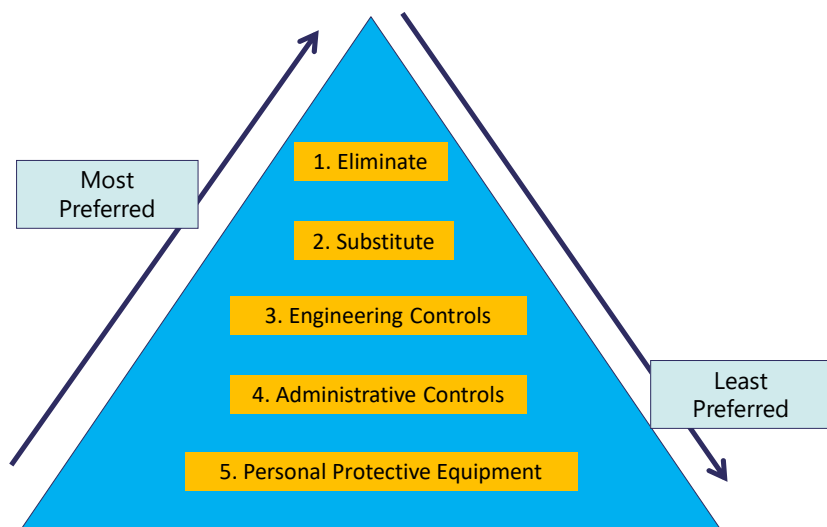 Most
Preferred
1. Eliminate
2. Substitute
3. Engineering Controls
4. Administrative Controls
Least
Preferred
5. Personal Protective Equipment